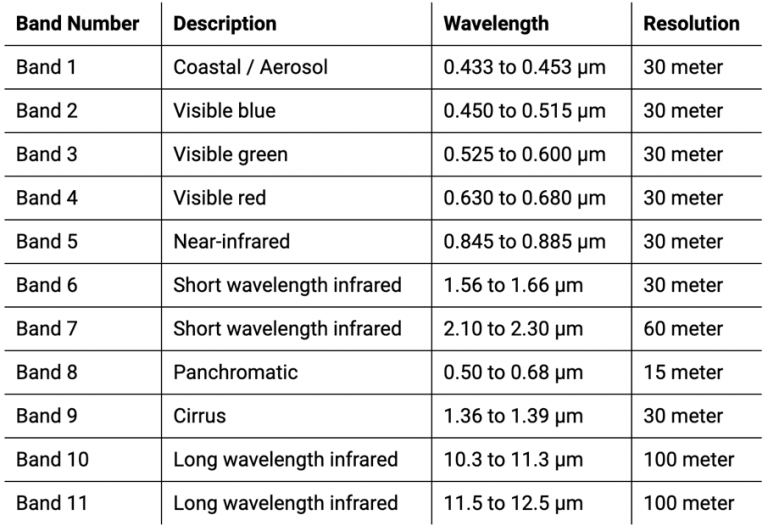 Band Number Description Wavelength Resolution
Band 1 Coastal / Aerosol 0.433 to 0.453 µm 30 meter
Band 2 Visible blue 0.450 to 0.515 µm 30 meter
Band 3 Visible green 0.525 to 0.600 µm 30 meter
Band 4 Visible red 0.630 to 0.680 µm 30 meter
Band 5 Near-infrared 0.845 to 0.885 µm 30 meter
Band 6 Short wavelength infrared 1.56 to 1.66 µm 30 meter
Band 7 Short wavelength infrared 2.10 to 2.30 µm 60 meter
Band 8 Panchromatic 0.50 to 0.68 µm 15 meter
Band 9 Cirrus 1.36 to 1.39 µm 30 meter
Band 10 Long wavelength infrared 10.3 to 11.3 µm 100 meter
Band 11 Long wavelength infrared 11.5 to 12.5 µm 100 meter